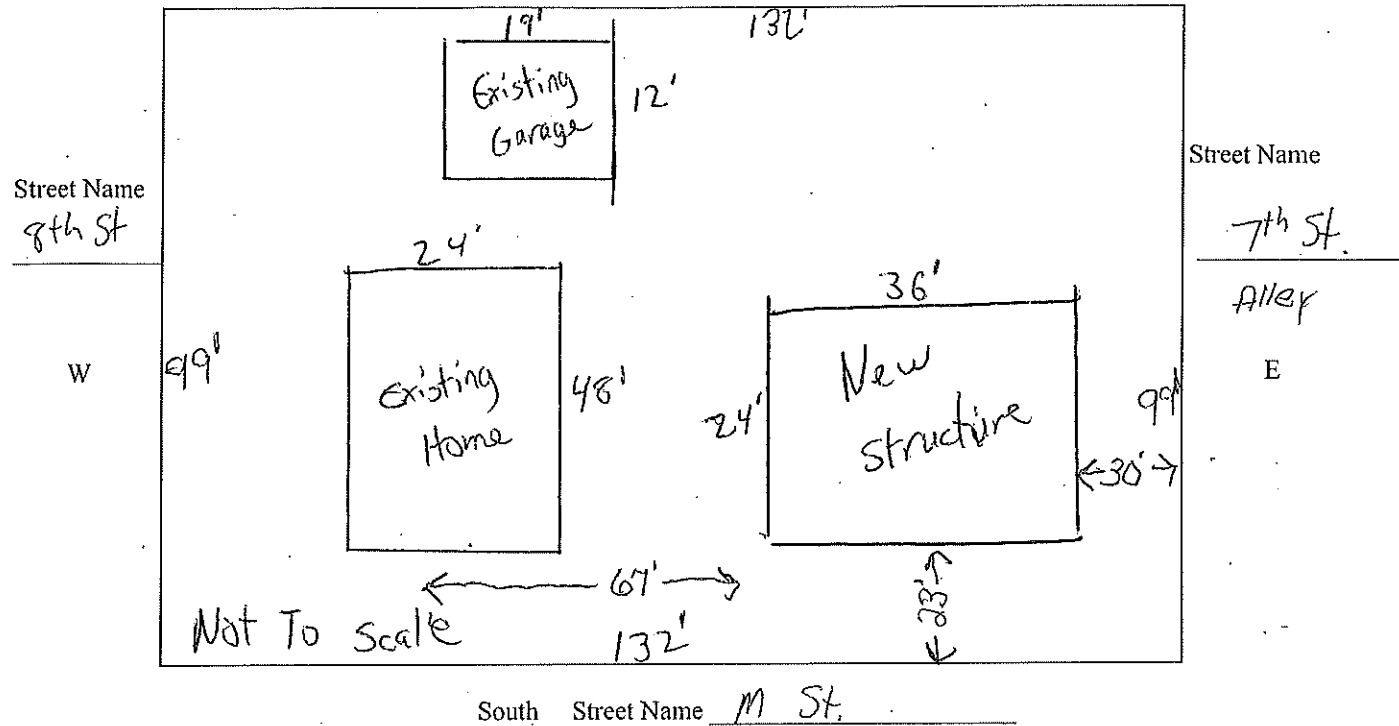 19'
132'
Existing
Garage
12'
Street Name
8th St
Street Name
7th St.
Alley
W
E
99'
24'
Existing
Home
48'
36'
24'
New
Structure
99'
30'
67'
23'
Not To Scale
132'
South Street Name M St.